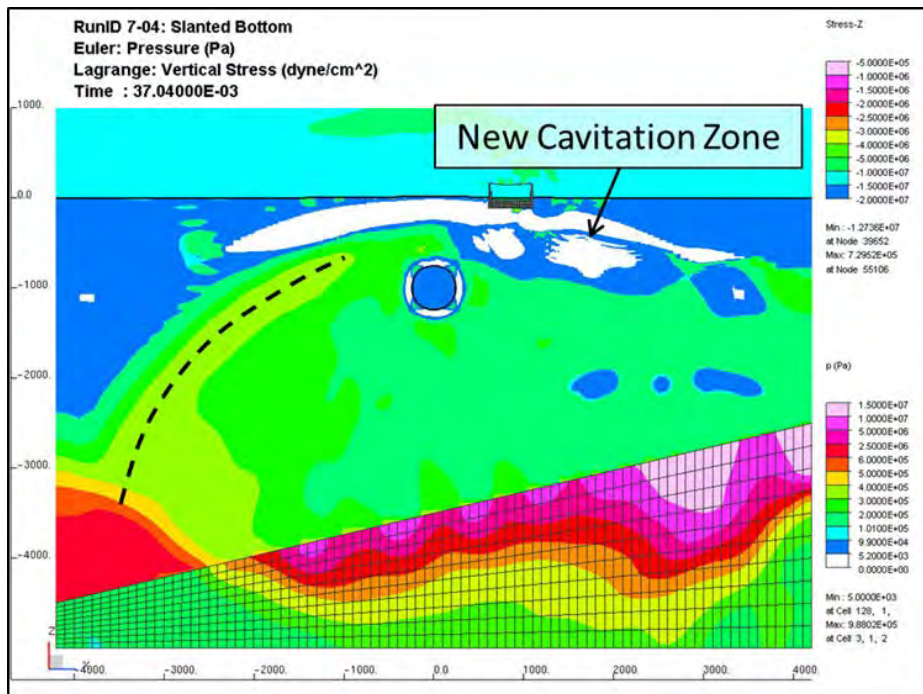 RunID 7-04: Slanted Bottom
Euler: Pressure (Pa)
Lagrange: Vertical Stress (dyne/cm^2)
Time : 37.04000E-03
New Cavitation Zone
1000.
0.0
-1000.
-2000.
-3000.
-4000.
Z
-4000.
-3000.
-2000.
-1000.
0.0
1000.
2000.
3000.
4000.
Stress-Z
-5.0000E+05
-1.0000E+06
-1.5000E+06
-2.0000E+06
-2.5000E+06
-4.0000E+06
-5.0000E+06
-1.0000E+07
-1.5000E+07
-2.0000E+07
Min : -1.2736E+07
at Node 39652
Max: 7.2952E+05
at Node 55106
p (Pa)
1.5000E+07
1.0000E+07
5.0000E+06
2.5000E+06
6.0000E+05
5.0000E+05
4.0000E+05
3.0000E+05
2.0000E+05
1.0100E+05
9.9000E+04
5.2000E+03
0.0000E+00
Min : 5.0000E+03
at Cell 128, 1,
Max: 9.8802E+05
at Cell 3, 1, 2